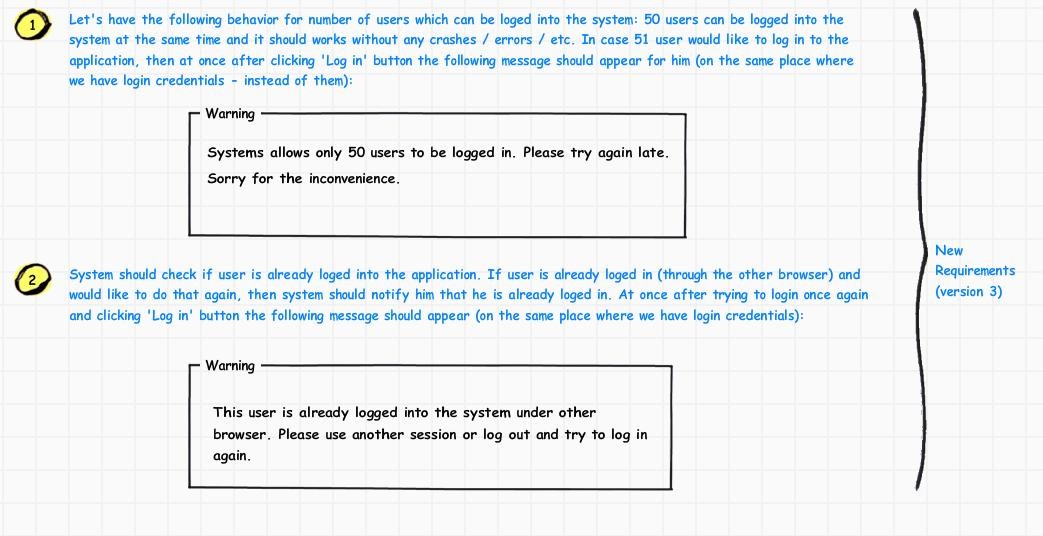 1
Let's have the following behavior for number of users which can be loged into the system: 50 users can be logged into the
system at the same time and it should works without any crashes / errors / etc. In case 51 user would like to log in to the
application, then at once after clicking 'Log in' button the following message should appear for him (on the same place where
we have login credentials - instead of them):
Warning
Systems allows only 50 users to be logged in. Please try again late.
Sorry for the inconvenience.
2
System should check if user is already loged into the application. If user is already loged in (through the other browser) and
would like to do that again, then system should notify him that he is already loged in. At once after trying to login once again
and clicking 'Log in' button the following message should appear (on the same place where we have login credentials):
Warning
This user is already logged into the system under other
browser. Please use another session or log out and try to log in
again.
New
Requirements
(version 3)